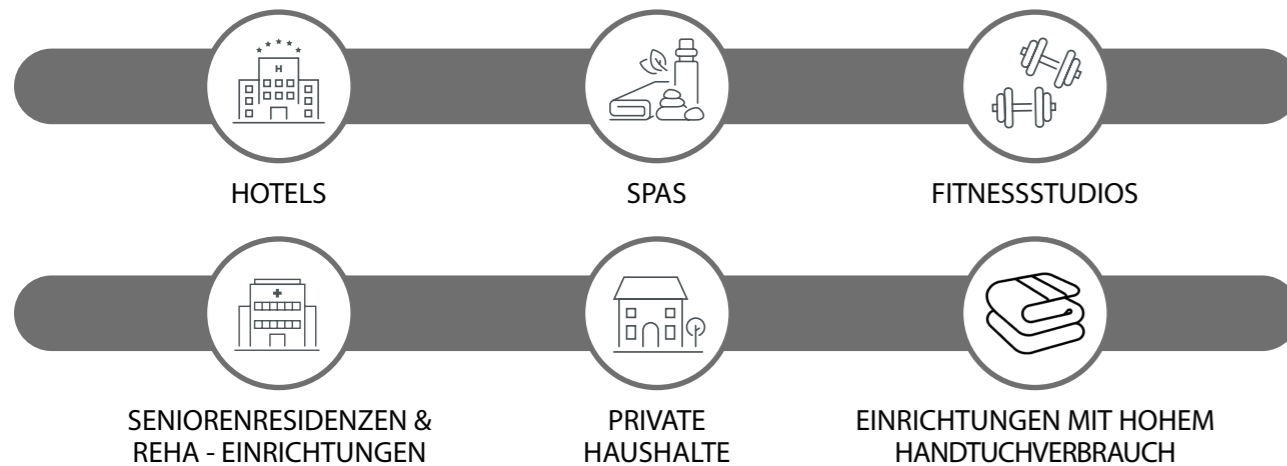 H
HOTELS
SPAS
FITNESSSTUDIOS
SENIORENRESIDENZEN &
REHA - EINRICHTUNGEN
PRIVATE
HAUSHALTE
EINRICHTUNGEN MIT HOHEM
HANDTUCHVERBRAUCH